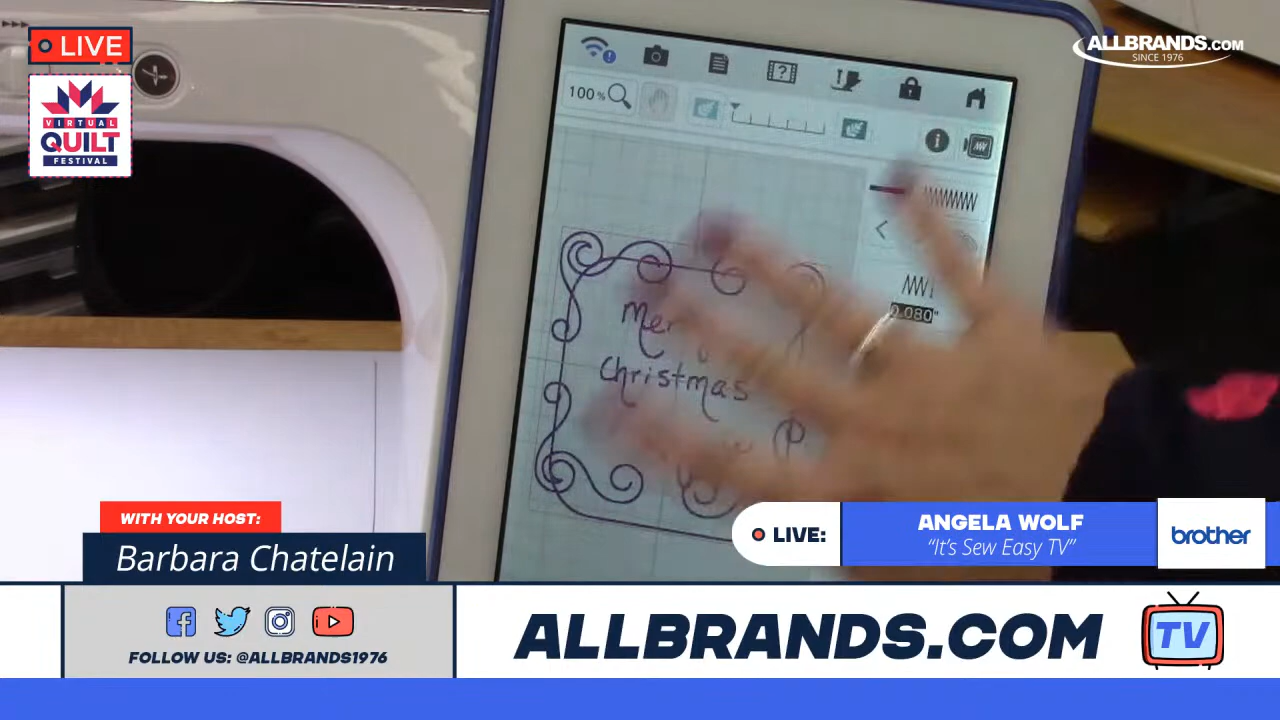 LIVE
VIRTUAL
QUILT
FESTIVAL
ALLBRANDS.COM
SINCE 1976
100 %
i
0.080"
Christmas
WITH YOUR HOST:
Barbara Chatelain
LIVE:
ANGELA WOLF
“It’s Sew Easy TV”
brother
FOLLOW US: @ALLBRANDS1976
ALLBRANDS.COM
TV